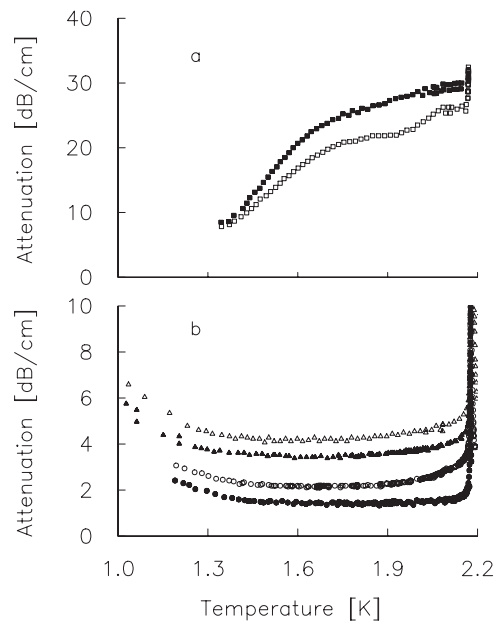 40
a
30
Attenuation [dB/cm]
20
10
0
10
b
8
6
Attenuation [dB/cm]
4
2
0
1.0 1.3 1.6 1.9 2.2
Temperature [K]